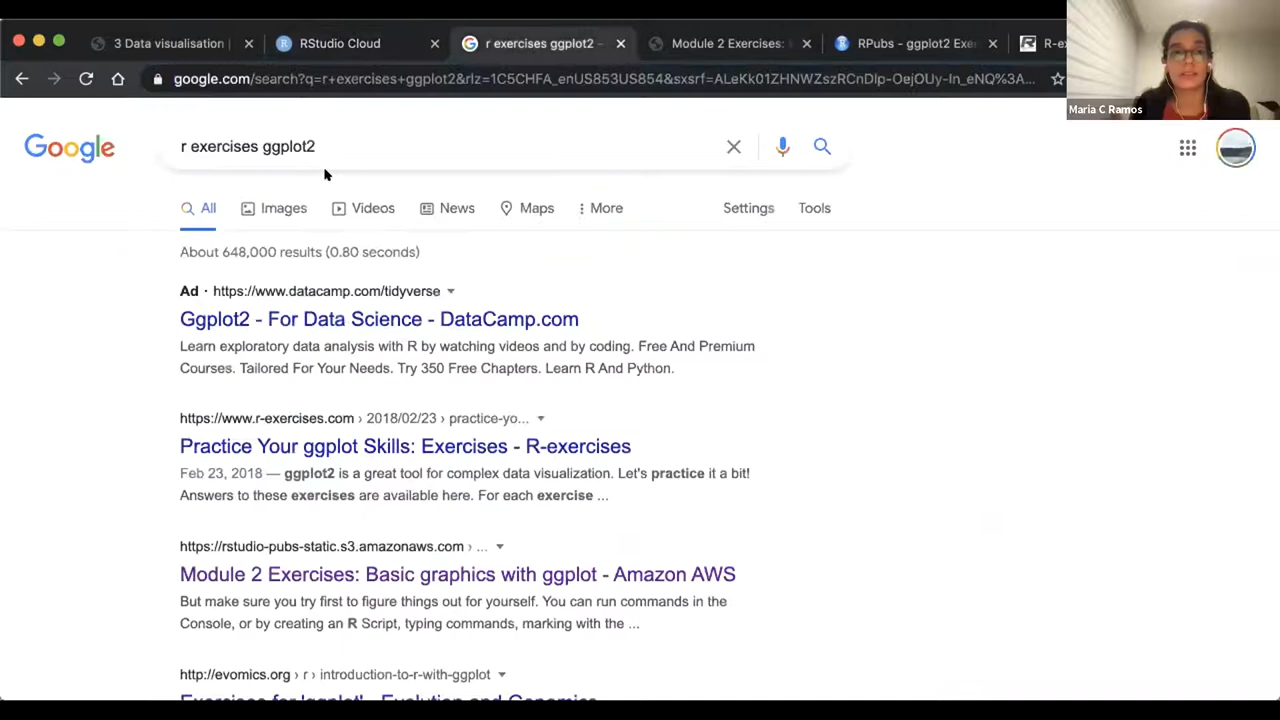 3 Data visualisation
RStudio Cloud
r exercises ggplot2 -
Module 2 Exercises:
RPubs - ggplot2 Exe
R-ex
google.com/search?q=r+exercises+ggplot2&rlz=1C5CHFA_enUS853US854&sxsrf=ALeKk01ZHNWZszRCnDlp-OejOUy-In_eNQ%3A...
Maria C Ramos
Google
r exercises ggplot2
All
Images
Videos
News
Maps
More
Settings
Tools
About 648,000 results (0.80 seconds)
Ad · https://www.datacamp.com/tidyverse
Ggplot2 - For Data Science - DataCamp.com
Learn exploratory data analysis with R by watching videos and by coding. Free And Premium
Courses. Tailored For Your Needs. Try 350 Free Chapters. Learn R And Python.
https://www.r-exercises.com › 2018/02/23 › practice-yo...
Practice Your ggplot Skills: Exercises - R-exercises
Feb 23, 2018 — ggplot2 is a great tool for complex data visualization. Let's practice it a bit!
Answers to these exercises are available here. For each exercise ...
https://rstudio-pubs-static.s3.amazonaws.com › ...
Module 2 Exercises: Basic graphics with ggplot - Amazon AWS
But make sure you try first to figure things out for yourself. You can run commands in the
Console, or by creating an R Script, typing commands, marking with the ...
http://evomics.org › r › introduction-to-r-with-ggplot
Exercises for 'ggplot' - Evolution and Genomics